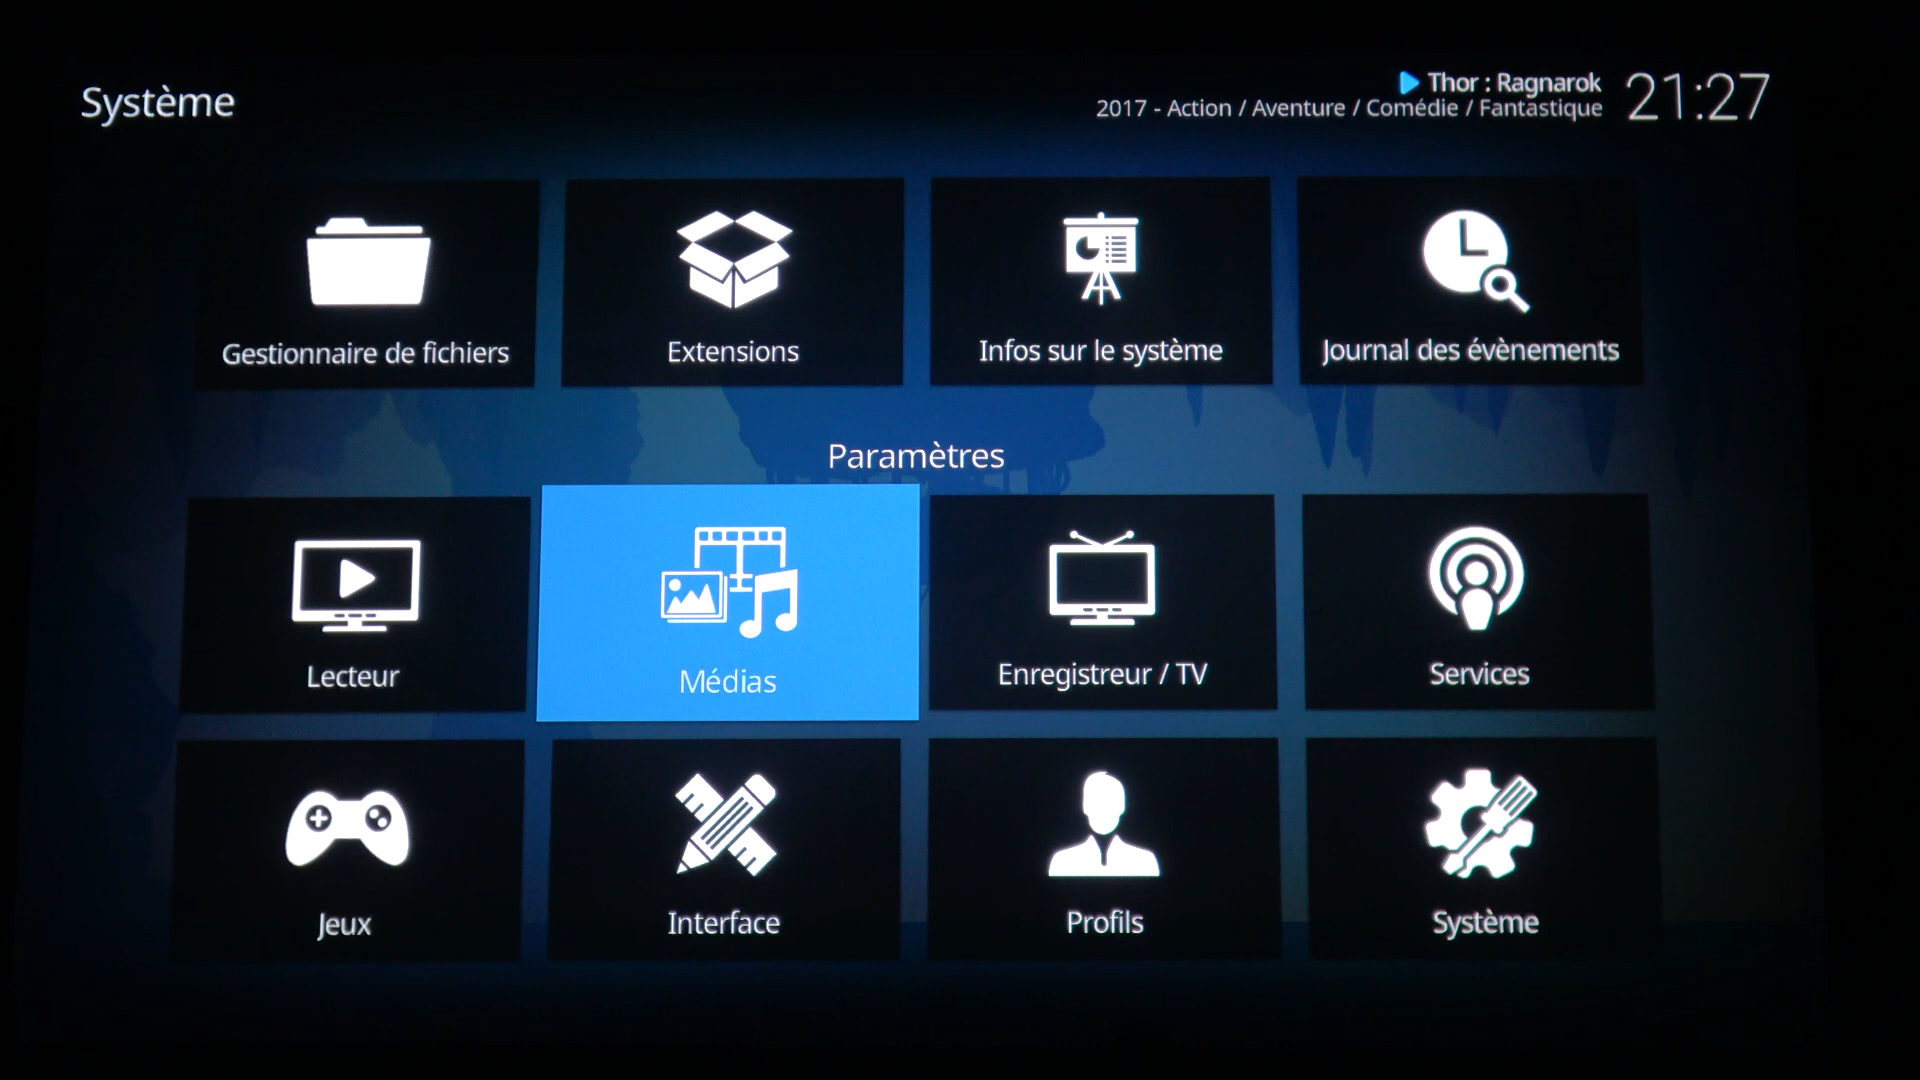 Système
Thor : Ragnarok
2017 - Action / Aventure / Comédie / Fantastique
21:27
Gestionnaire de fichiers
Extensions
Infos sur le système
Journal des évènements
Paramètres
Lecteur
Médias
Enregistreur / TV
Services
Jeux
Interface
Profils
Système